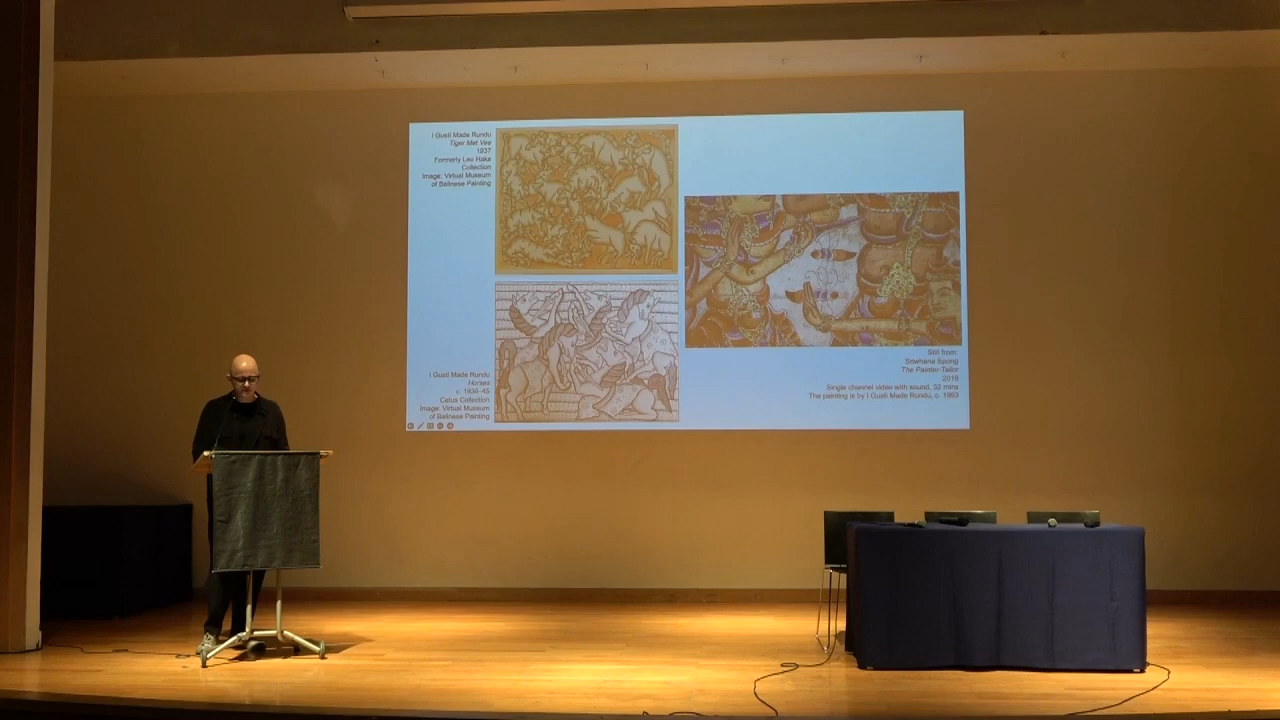 I Gusti Made Rundu
Tiger Met Vee
1937
Formerly Leo Haks
Collection
Image: Virtual Museum
of Balinese Painting
I Gusti Made Rundu
Horses
c. 1936-45
Cetus Collection
Image: Virtual Museum
of Balinese Painting
Still from:
Sriwhana Spong
The Painter-Tailor
2019
Single channel video with sound, 32 mins
The painting is by I Gusti Made Rundu, c. 1993